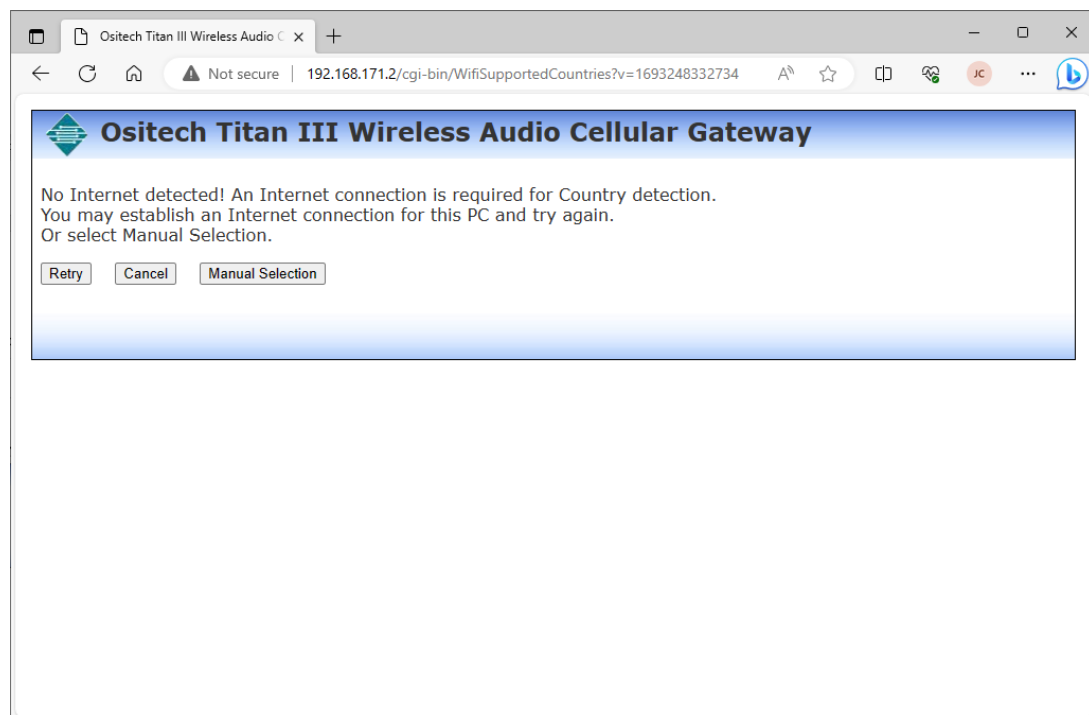 Ositech Titan III Wireless Audio C
Not secure 192.168.171.2/cgi-bin/WifiSupportedCountries?v=1693248332734 JC
Ositech Titan III Wireless Audio Cellular Gateway
No Internet detected! An Internet connection is required for Country detection.
You may establish an Internet connection for this PC and try again.
Or select Manual Selection.
Retry Cancel Manual Selection